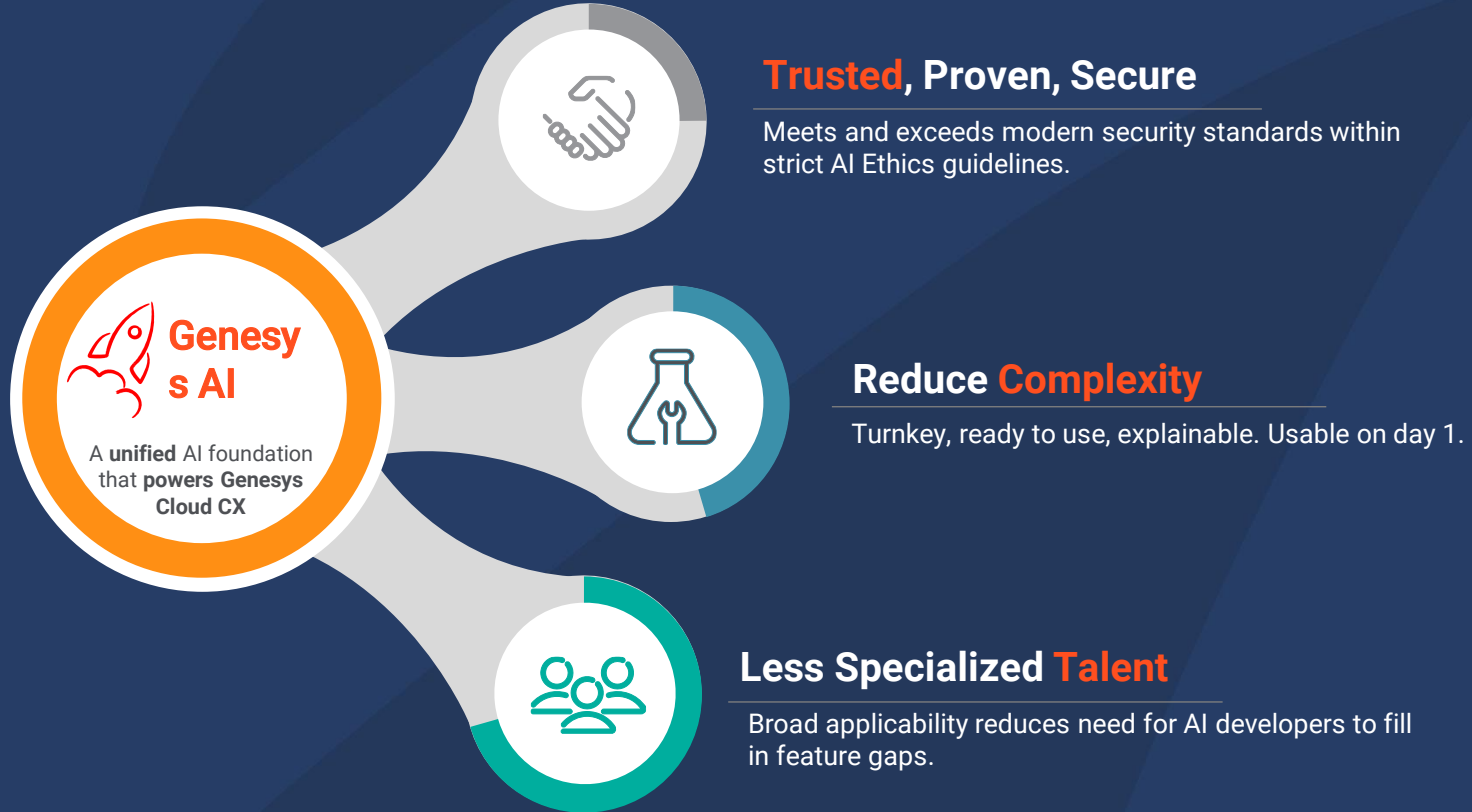 Genesy
s AI
A unified AI foundation
that powers Genesys
Cloud CX
Trusted, Proven, Secure
Meets and exceeds modern security standards within
strict AI Ethics guidelines.
Reduce Complexity
Turnkey, ready to use, explainable. Usable on day 1.
Less Specialized Talent
Broad applicability reduces need for AI developers to fill
in feature gaps.